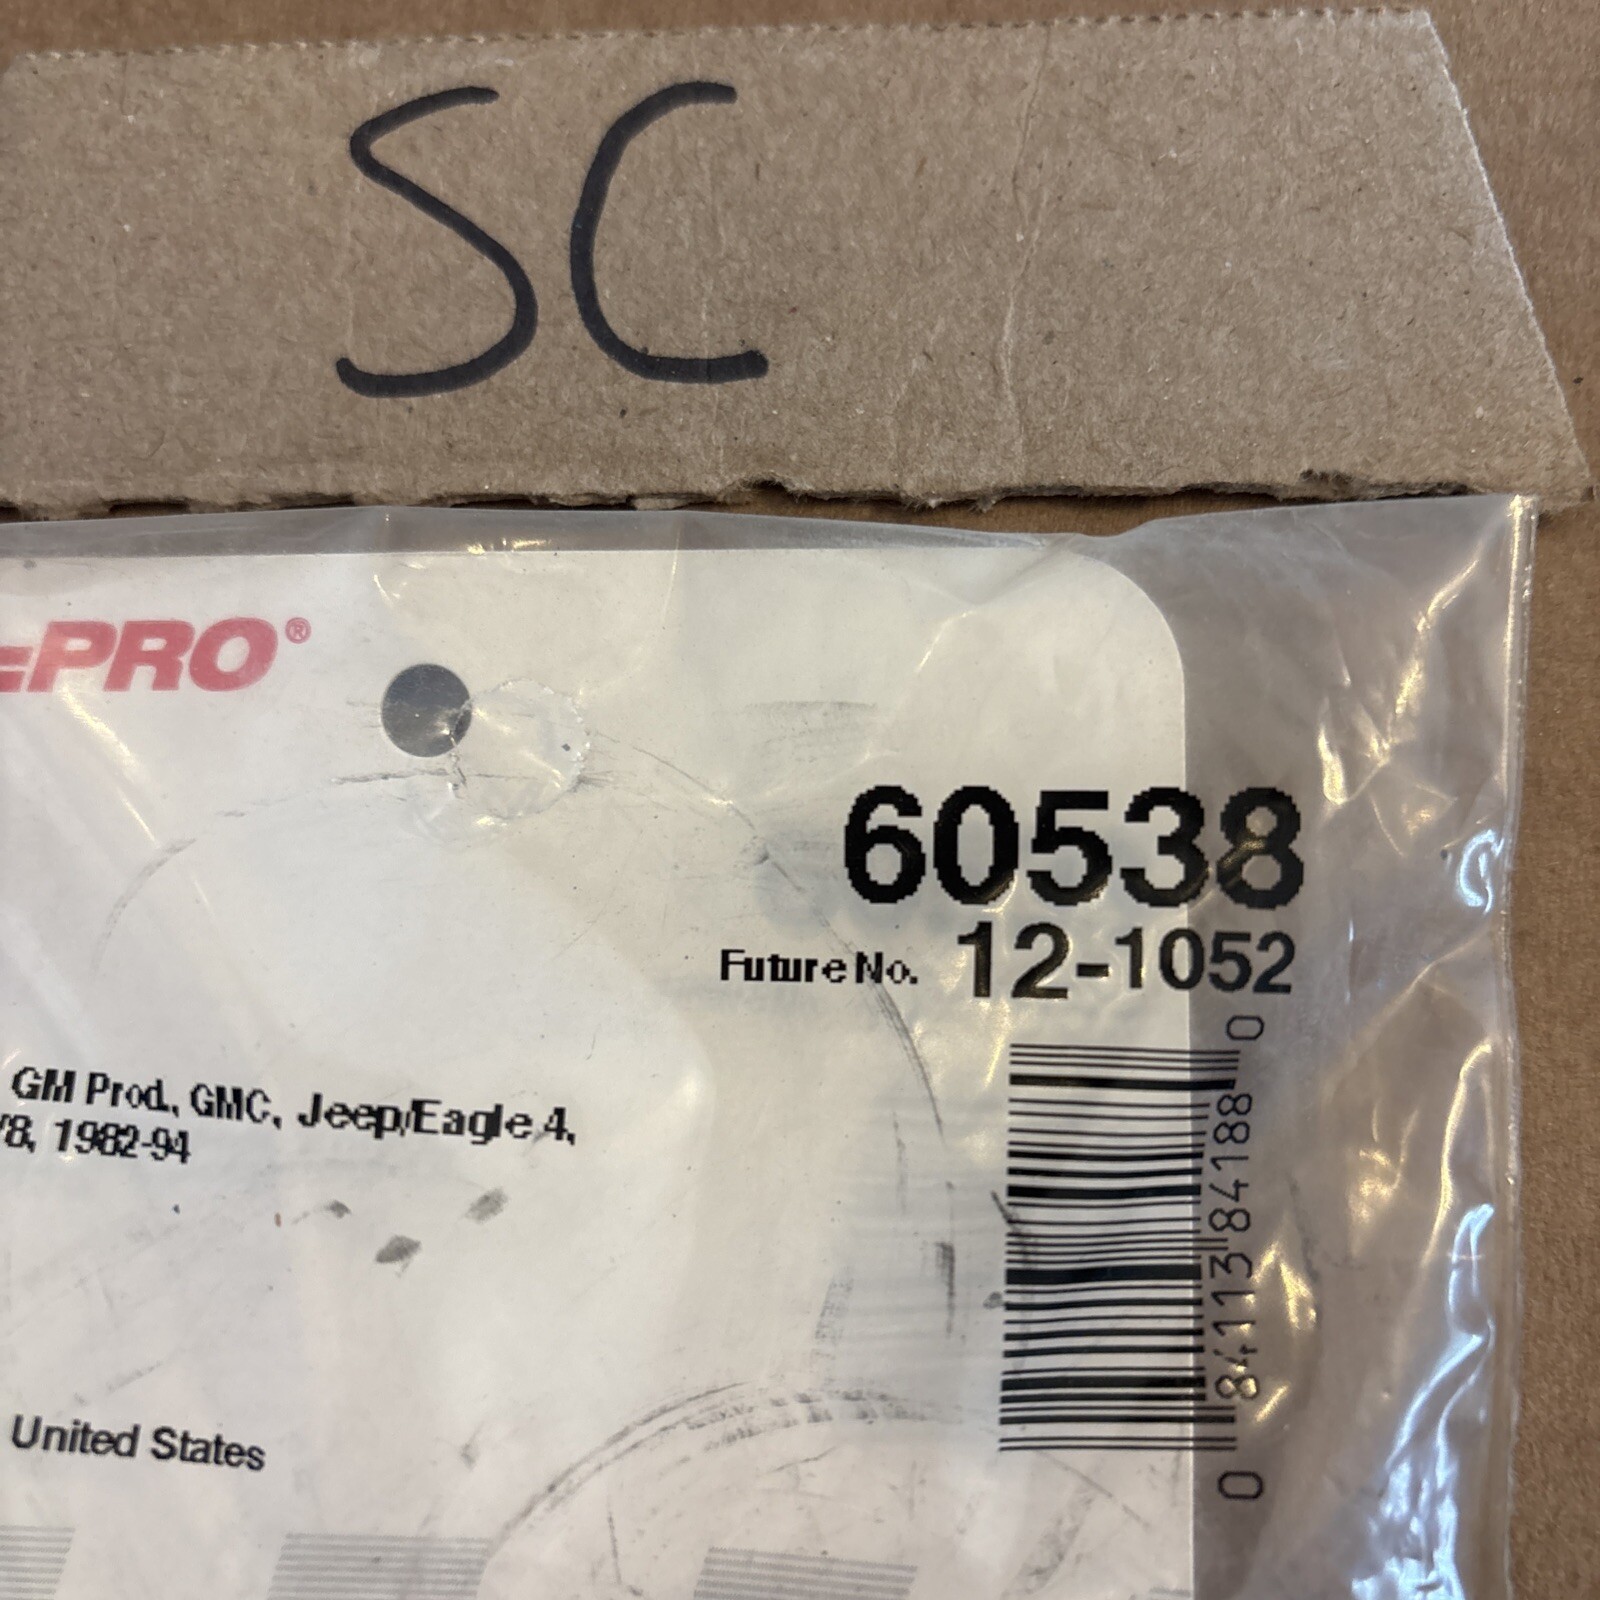 SC
-PRO®
60538
Future No. 12-1052
GM Prod., GMC, Jeep/Eagle 4,
/8, 1982-94
United States
0 84113 84188 0